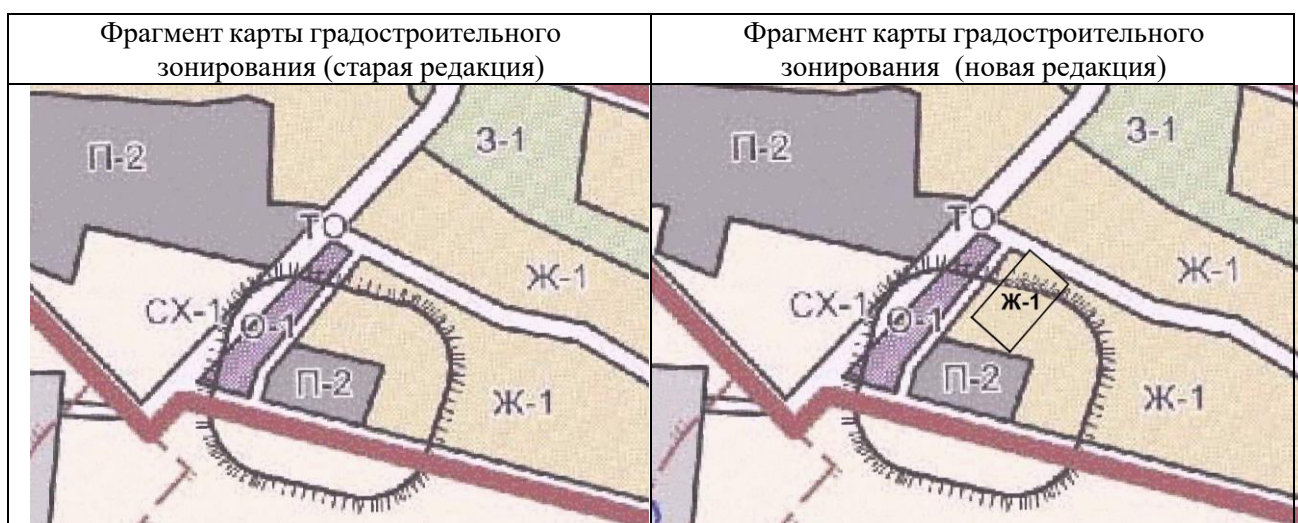 Фрагмент карты градостроительного
зонирования (старая редакция)
П-2
З-1
ТО
Ж-1
СХ-1
О-1
П-2
Ж-1
Фрагмент карты градостроительного
зонирования (новая редакция)
П-2
З-1
ТО
Ж-1
Ж-1
СХ-1
О-1
П-2
Ж-1